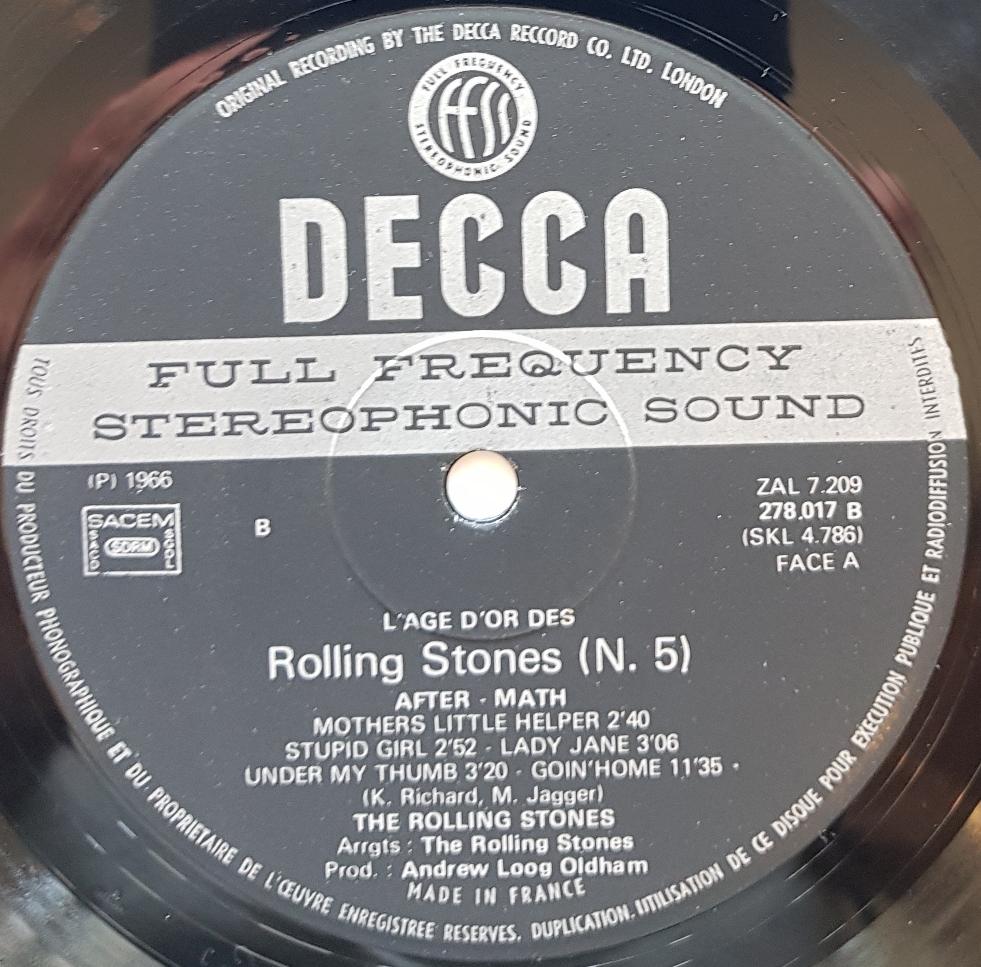 ORIGINAL RECORDING BY THE DECCA RECCORD CO. LTD. LONDON
FULL FREQUENCY
ffss
STEREOPHONIC SOUND
DECCA
FULL FREQUENCY
STEREOPHONIC SOUND
(P) 1966
SACEM
SACD
SDRM
SGDL
B
ZAL 7.209
278.017 B
(SKL 4.786)
FACE A
L'AGE D'OR DES
Rolling Stones (N. 5)
AFTER - MATH
MOTHERS LITTLE HELPER 2'40
STUPID GIRL 2'52 - LADY JANE 3'06
UNDER MY THUMB 3'20 - GOIN'HOME 11'35 -
(K. Richard, M. Jagger)
THE ROLLING STONES
Arrgts : The Rolling Stones
Prod. : Andrew Loog Oldham
MADE IN FRANCE
TOUS DROITS DU PRODUCTEUR PHONOGRAPHIQUE ET DU PROPRIETAIRE DE L'ŒUVRE ENREGISTREE RESERVES. DUPLICATION, UTILISATION DE CE DISQUE POUR EXECUTION PUBLIQUE ET RADIODIFFUSION INTERDITES